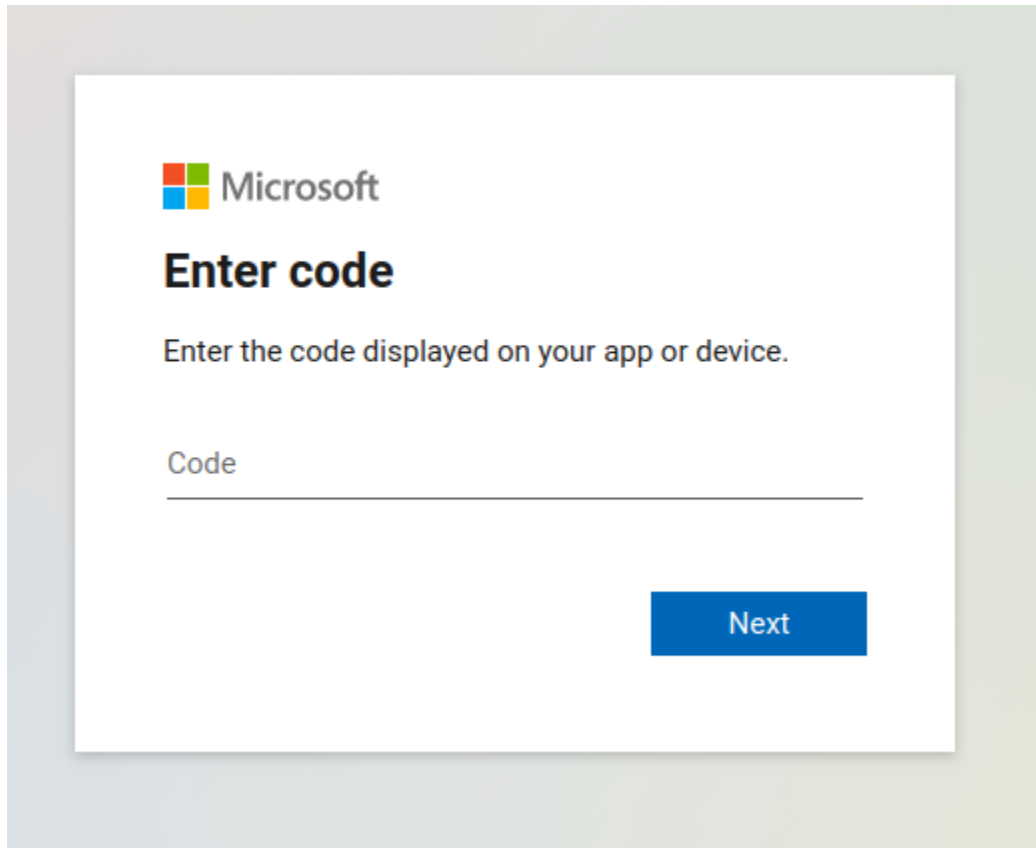 Microsoft
Enter code
Enter the code displayed on your app or device.
Code
Next